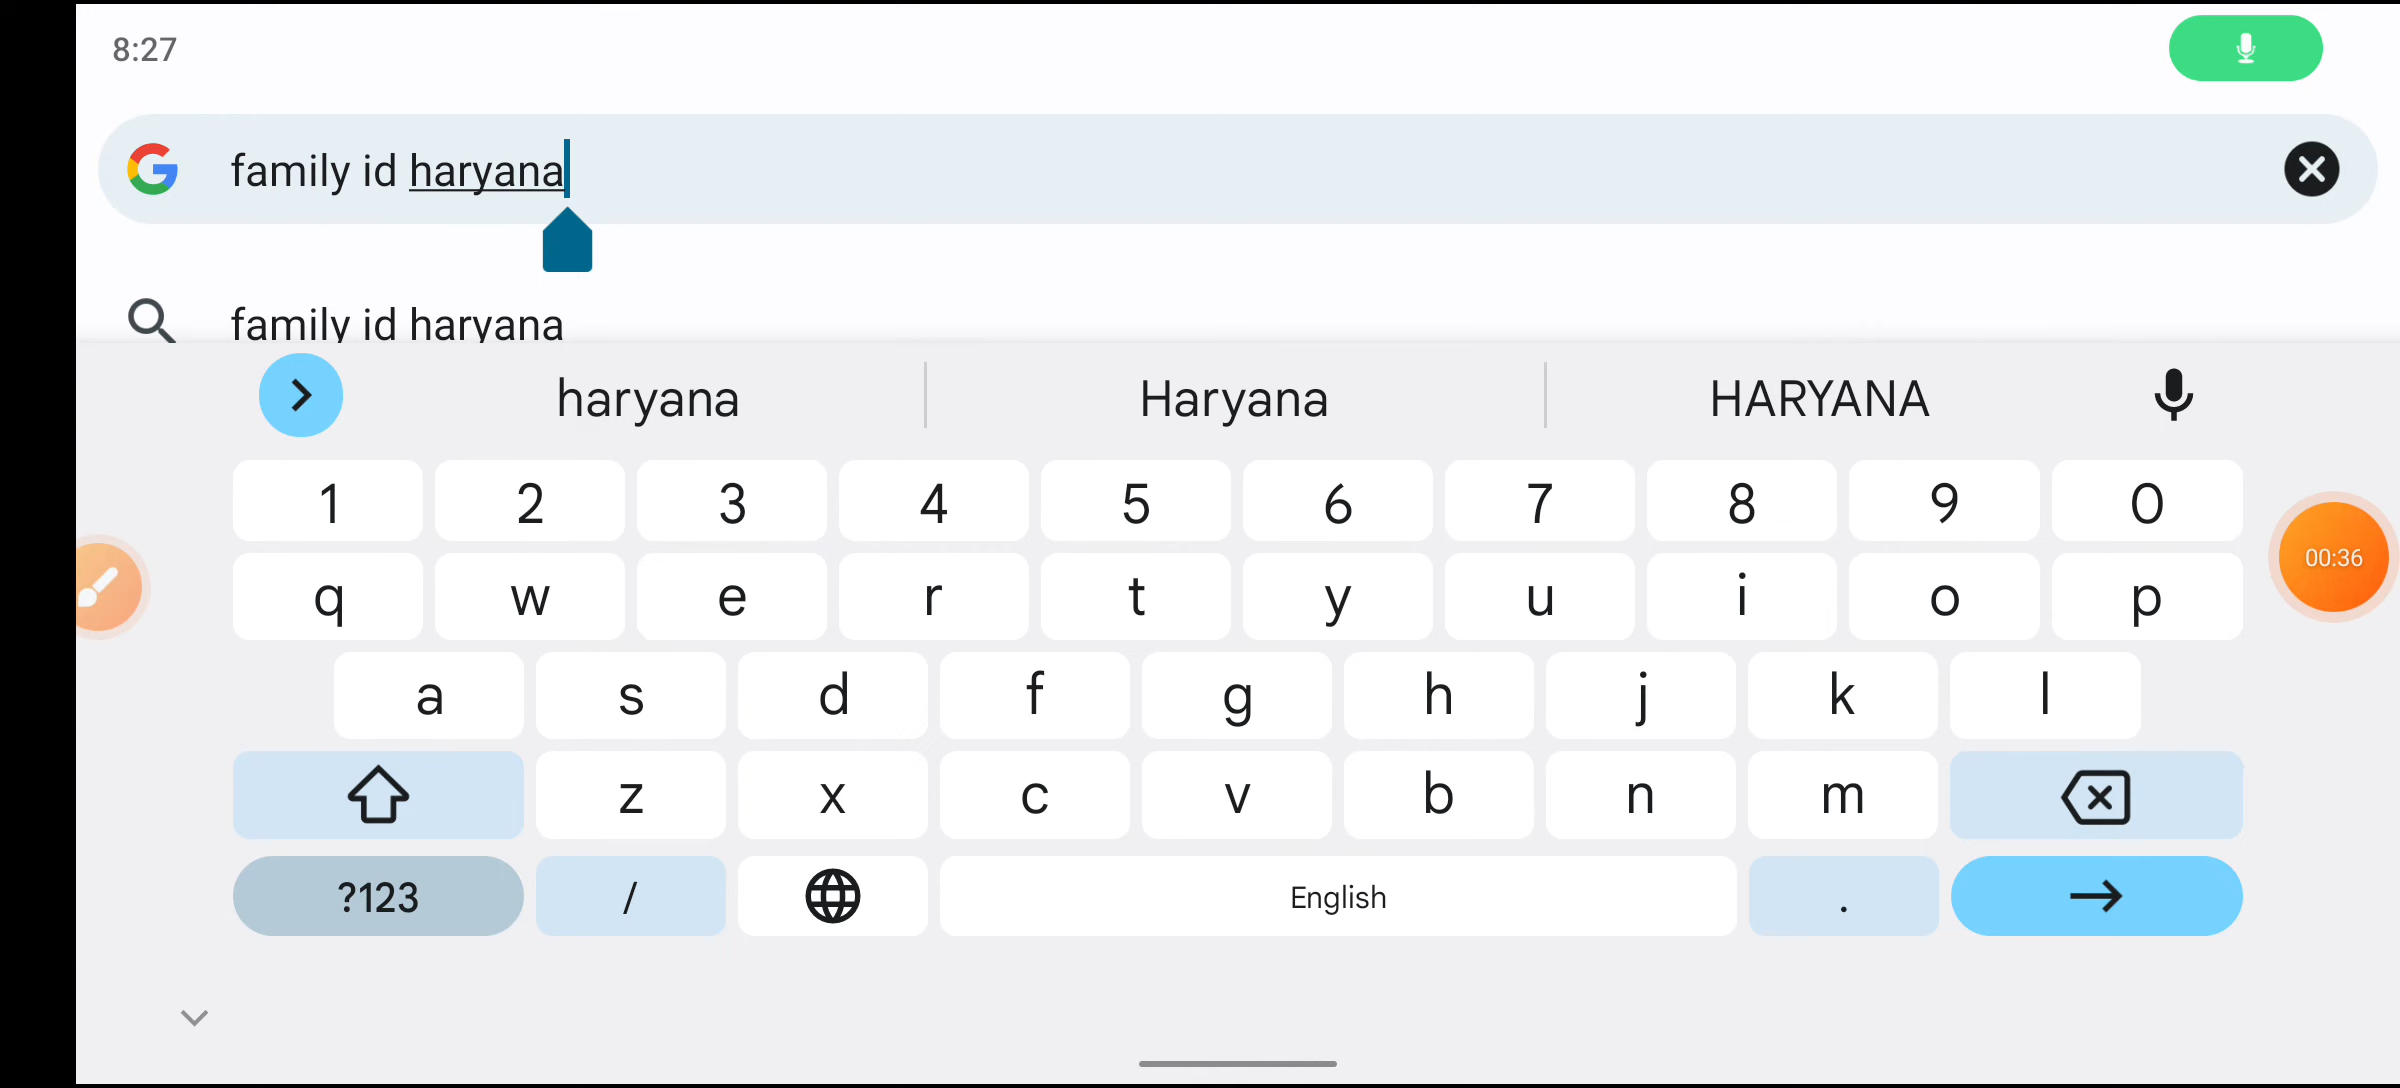 8:27
family id haryana
family id haryana
haryana Haryana HARYANA
1 2 3 4 5 6 7 8 9 0
q w e r t y u i o p
00:36
a s d f g h j k l
z x c v b n m
?123 / English .